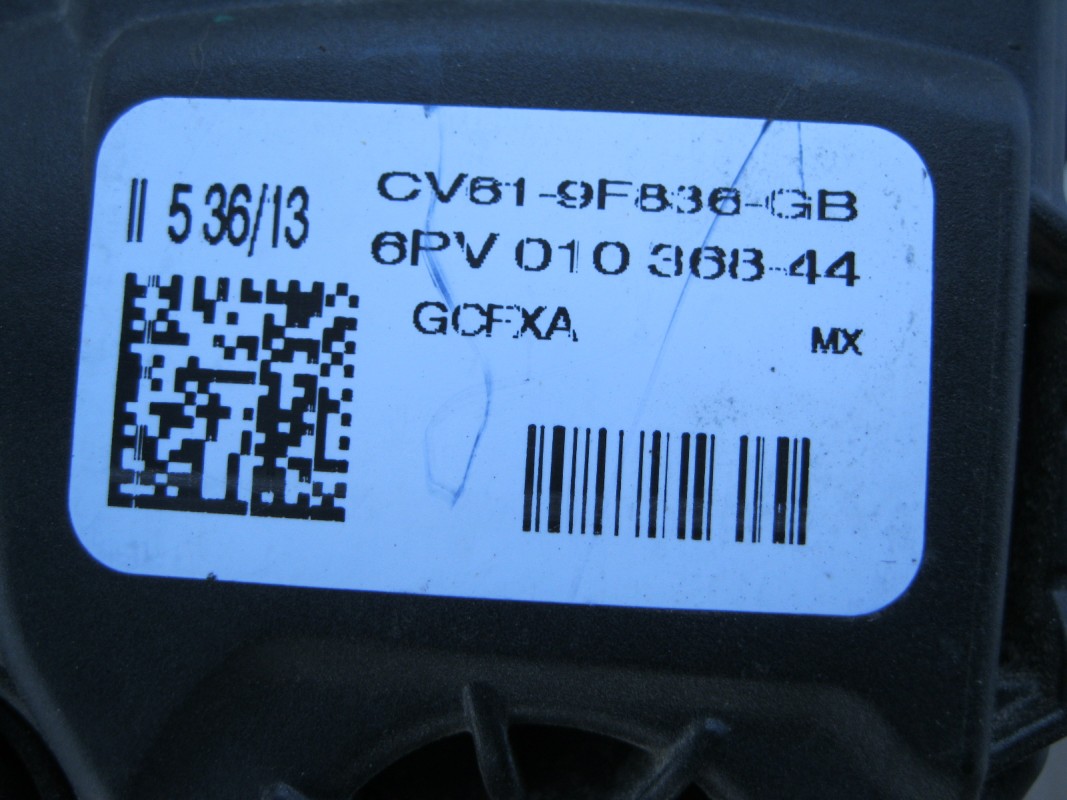 II 5 36/13
CV61-9F836-GB
6PV 010 368-44
GCFXA
MX